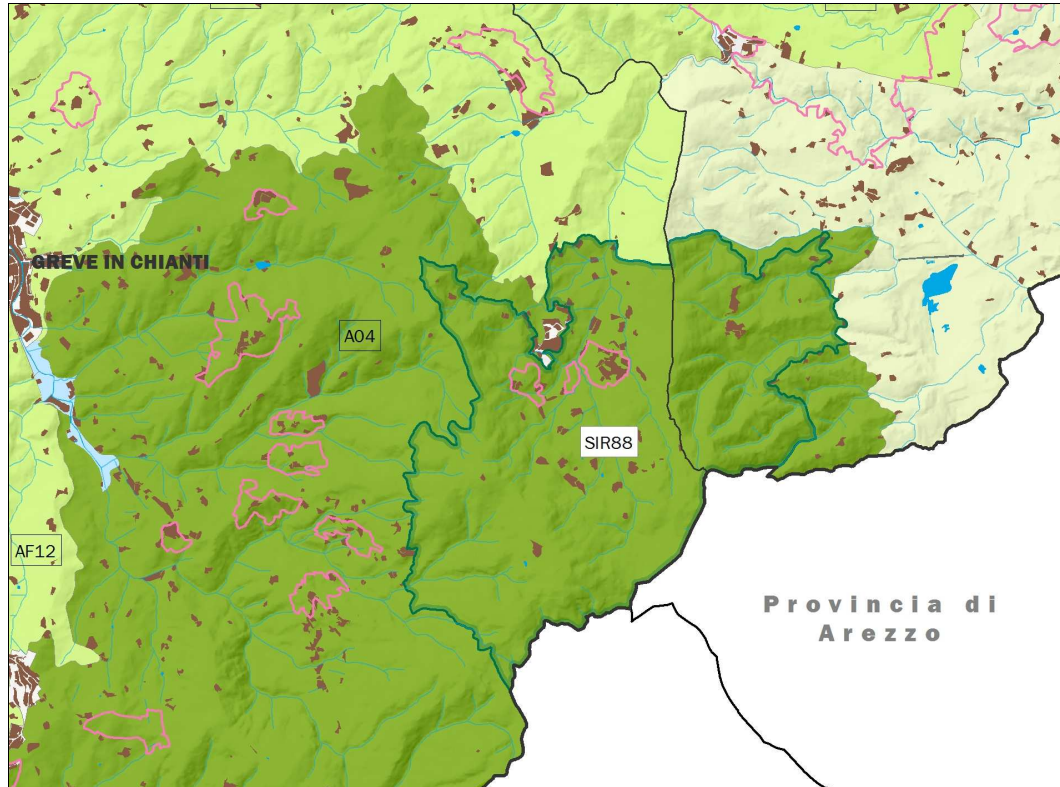 GREVE IN CHIANTI
A04
SIR88
AF12
Provincia di
Arezzo